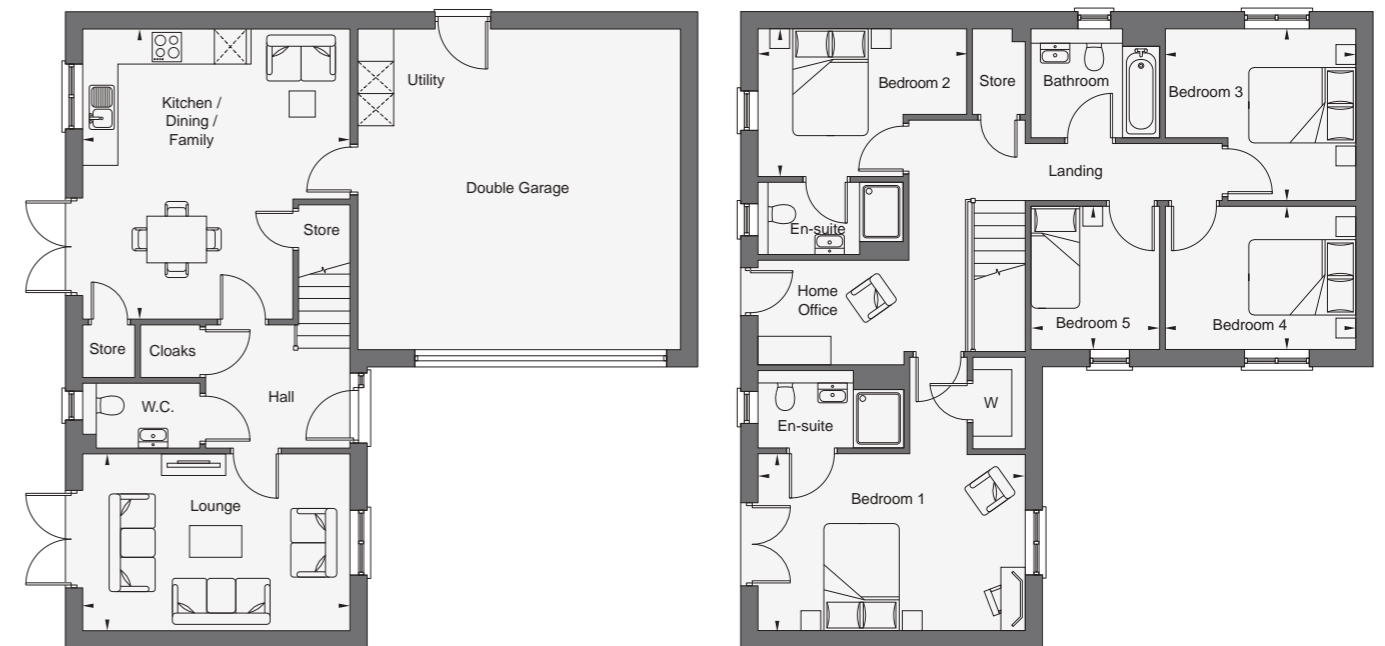 Kitchen /
Dining /
Family
Utility
Double Garage
Store
Store
Cloaks
Hall
W.C.
Lounge
Bedroom 2
Store
Bathroom
Bedroom 3
Landing
En-suite
Home
Office
Bedroom 5
Bedroom 4
W
En-suite
Bedroom 1